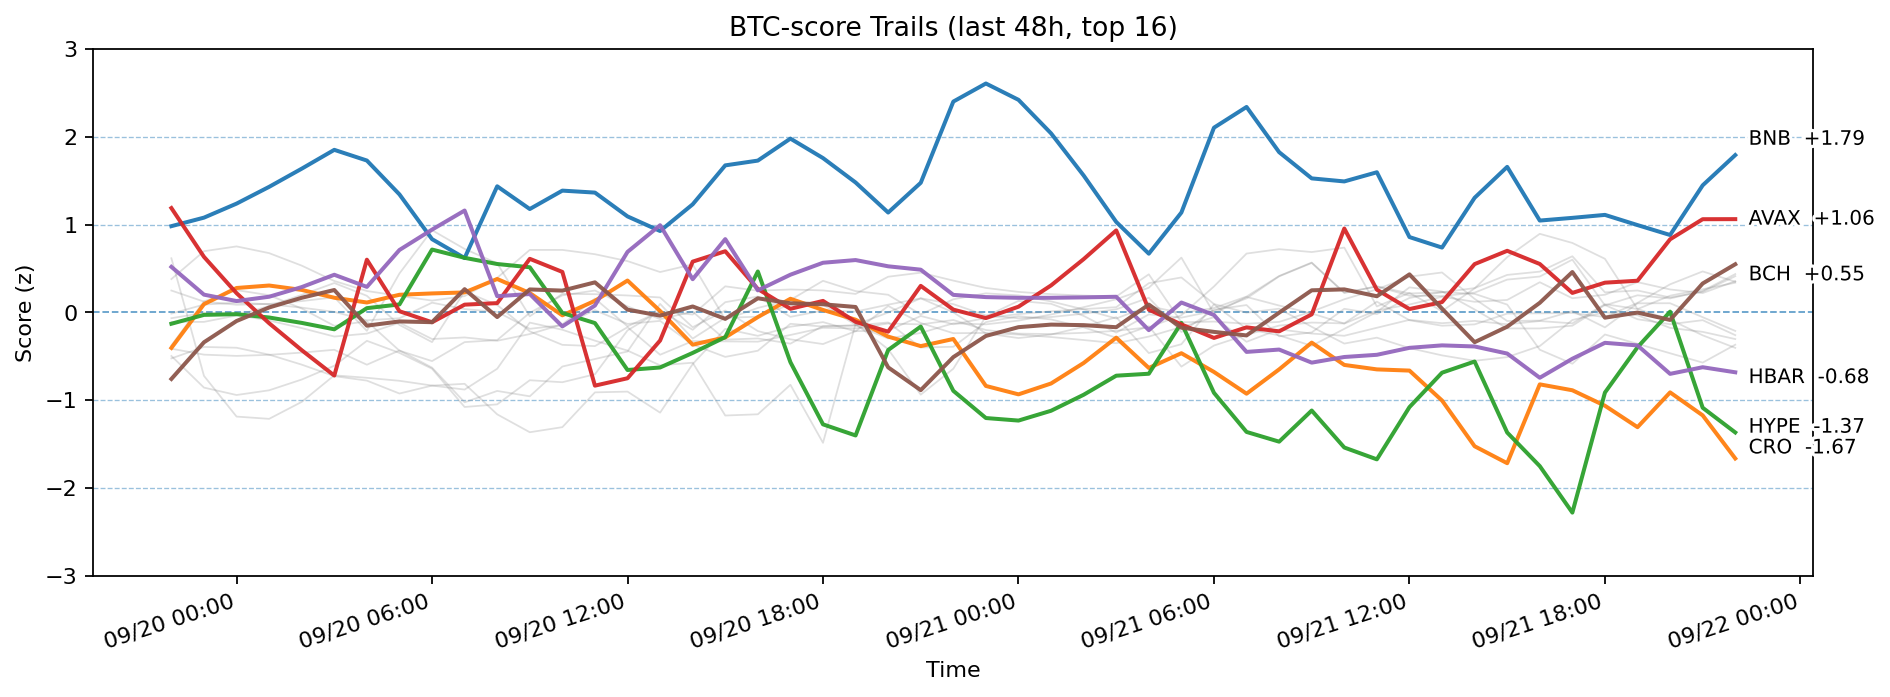 BTC-score Trails (last 48h, top 16)
3
2
1
0
−1
−2
−3
Score (z)
BNB +1.79
AVAX +1.06
BCH +0.55
HBAR -0.68
HYPE -1.37
CRO -1.67
09/20 00:00
09/20 06:00
09/20 12:00
09/20 18:00
09/21 00:00
09/21 06:00
09/21 12:00
09/21 18:00
09/22 00:00
Time